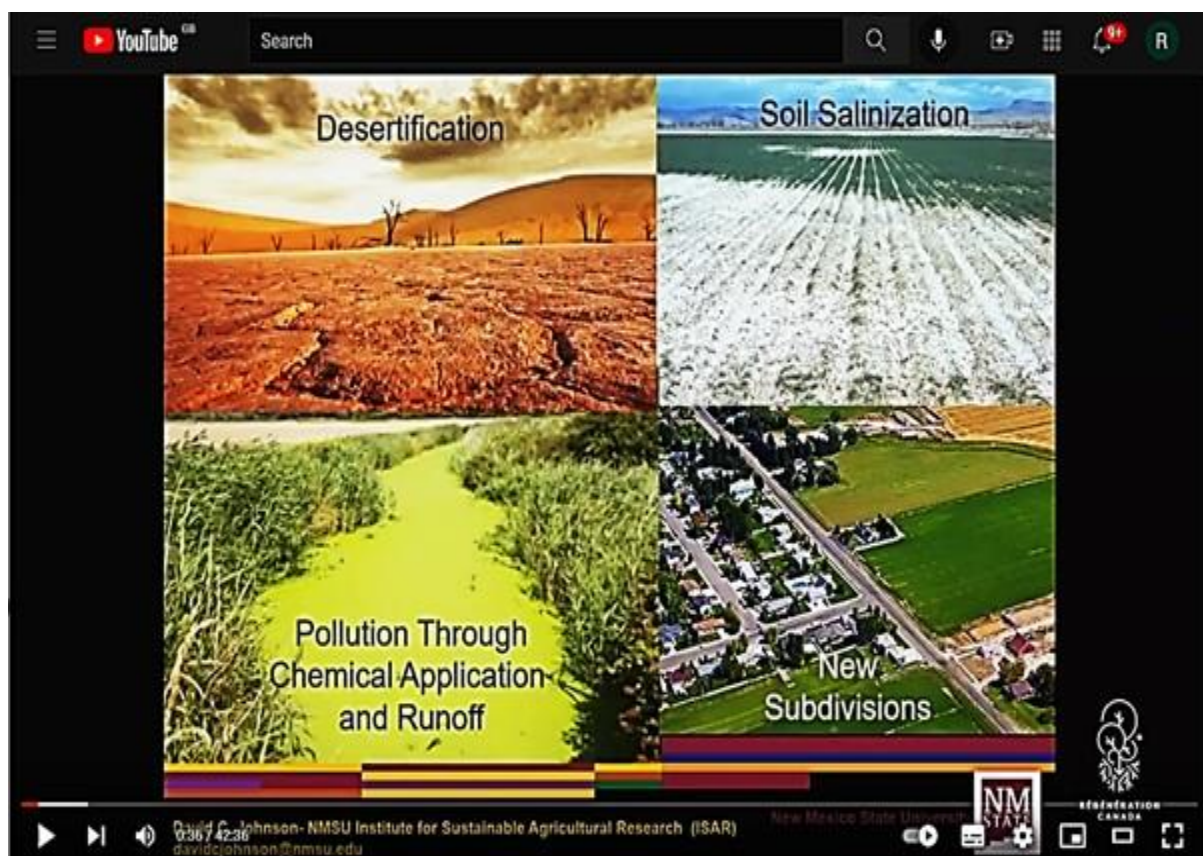 YouTube GB
Search
9+
R
Desertification
Soil Salinization
Pollution Through
Chemical Application
and Runoff
New
Subdivisions
NM
STATE
RÉGÉNÉRATION
CANADA
David C. Johnson- NMSU Institute for Sustainable Agricultural Research (ISAR)
New Mexico State University
0:36 / 42:36
davidcjohnson@nmsu.edu